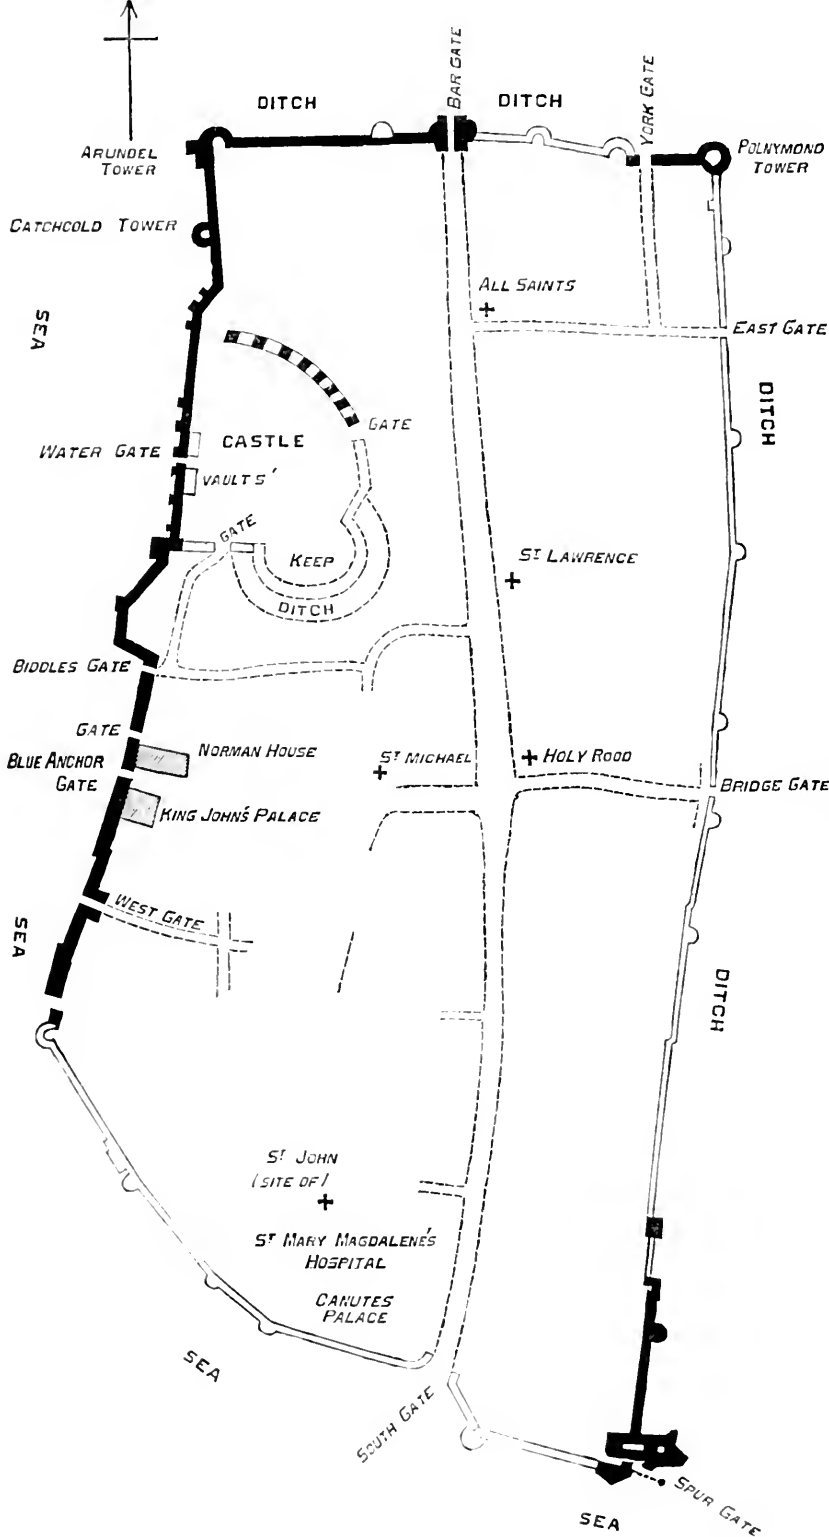 BAR GATE
YORK GATE
DITCH
DITCH
ARUNDEL
TOWER
POLNYMOND
TOWER
CATCHCOLD TOWER
ALL SAINTS
SEA
EAST GATE
DITCH
GATE
CASTLE
WATER GATE
VAULTS'
GATE
KEEP
ST LAWRENCE
DITCH
BIDDLES GATE
GATE
NORMAN HOUSE
ST MICHAEL
HOLY ROOD
BLUE ANCHOR
GATE
BRIDGE GATE
KING JOHN'S PALACE
WEST GATE
SEA
DITCH
ST JOHN
(SITE OF)
ST MARY MAGDALENE'S
HOSPITAL
CANUTES
PALACE
SEA
SOUTH GATE
SPUR GATE
SEA